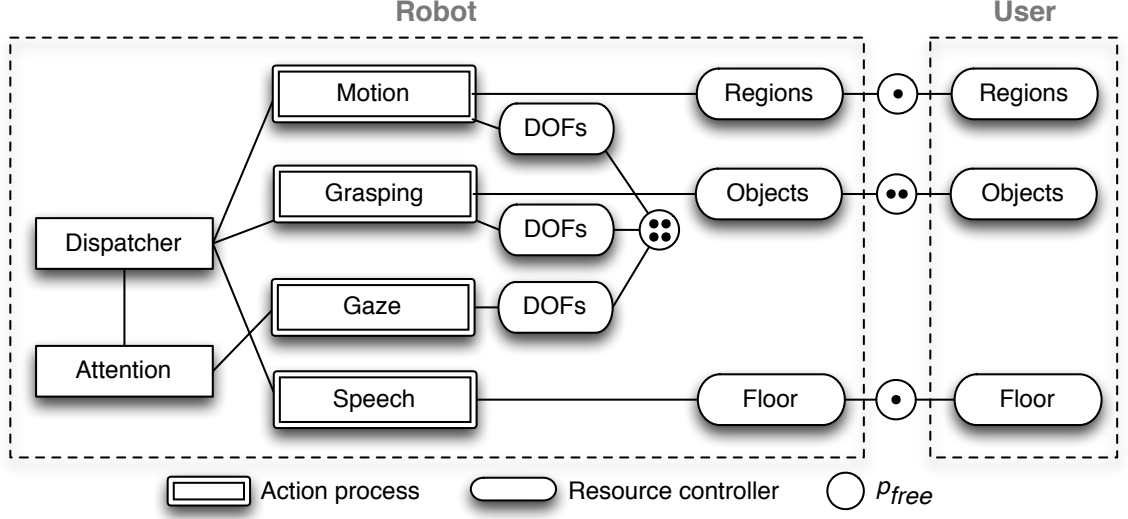 Robot
User
Motion
Regions
Regions
DOFs
Grasping
Objects
Objects
DOFs
Dispatcher
Gaze
DOFs
Attention
Speech
Floor
Floor
Action process
Resource controller
p_free